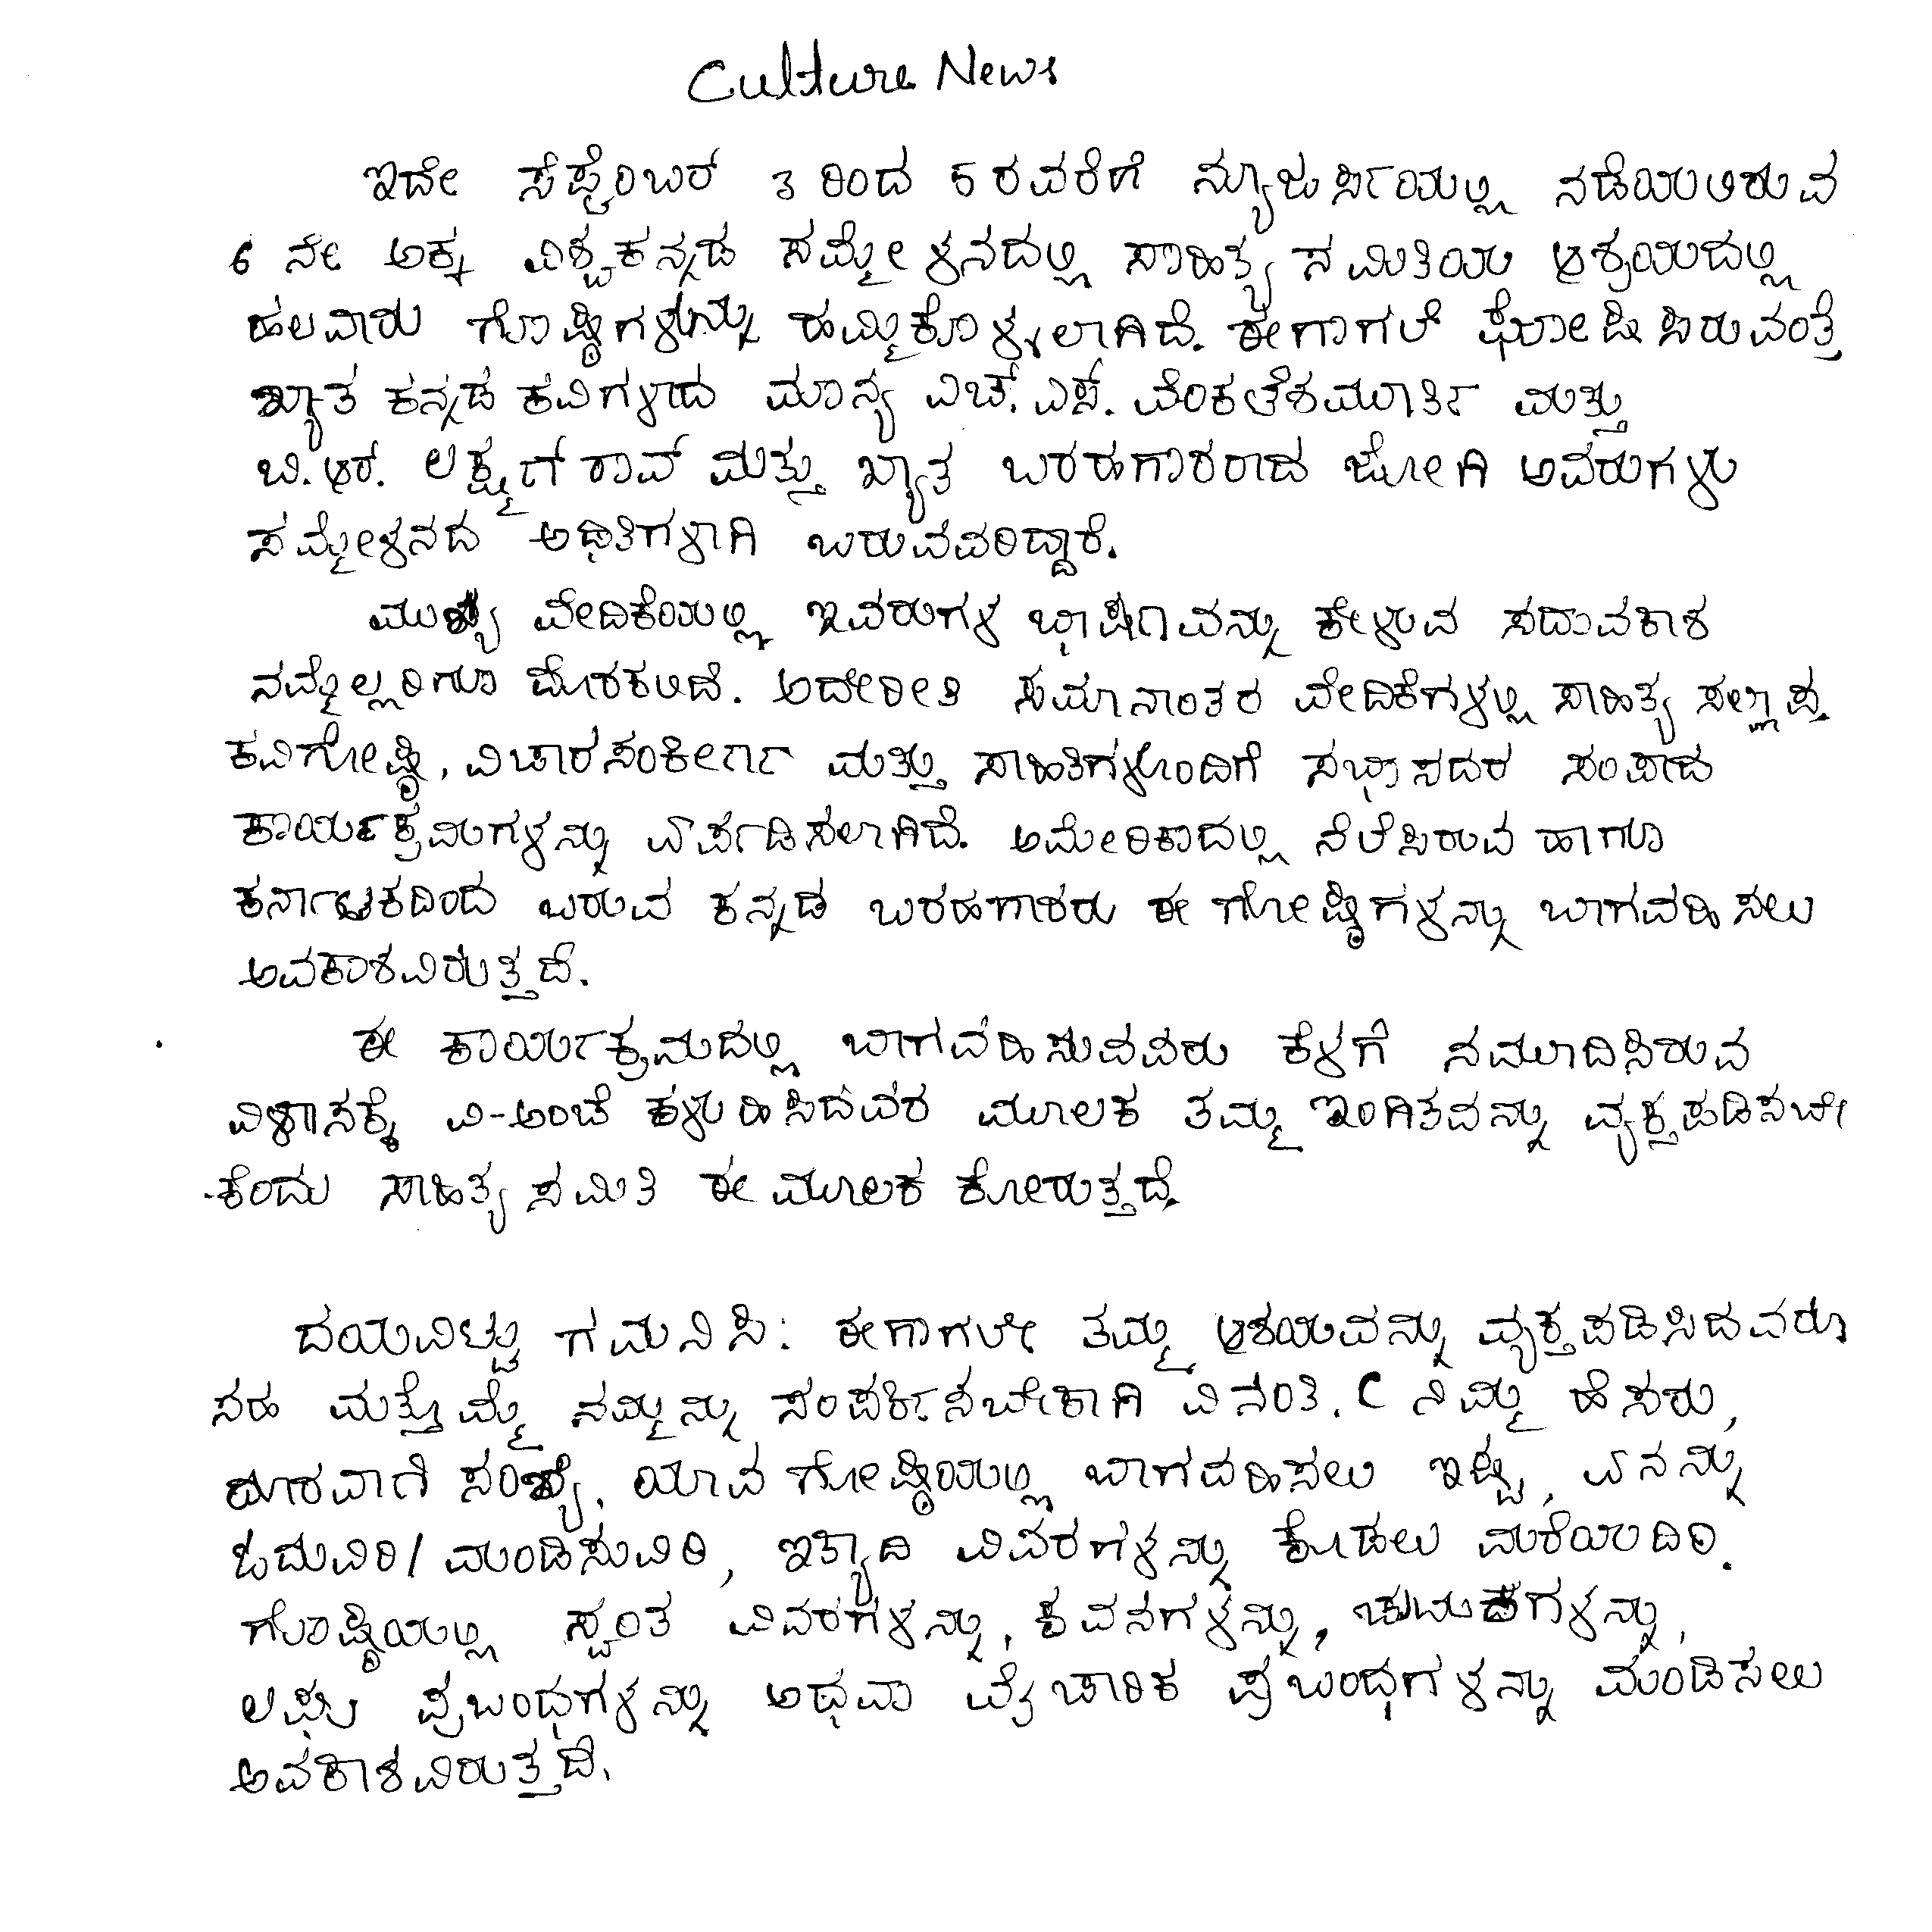 Culture News
ಇದೇ ಸೆಪ್ಟೆಂಬರ್ 3 ರಿಂದ 5 ರವರೆಗೆ ನ್ಯೂಜರ್ಸಿಯಲ್ಲಿ ನಡೆಯಲಿರುವ
6 ನೇ ಅಕ್ಕ ವಿಶ್ವಕನ್ನಡ ಸಮ್ಮೇಳನದಲ್ಲಿ ಸಾಹಿತ್ಯ ಸಮಿತಿಯ ಆಶ್ರಯದಲ್ಲಿ
ಹಲವಾರು ಗೋಷ್ಠಿಗಳನ್ನು ಹಮ್ಮಿಕೊಳ್ಳಲಾಗಿದೆ. ಈಗಾಗಲೆ ಘೋಷಿಸಿರುವಂತೆ
ಖ್ಯಾತ ಕನ್ನಡ ಕವಿಗಳಾದ ಮಾನ್ಯ ಎಚ್. ಎಸ್. ವೆಂಕಟೆಶಮೂರ್ತಿ ಮತ್ತು
ಬಿ. ಆರ್. ಲಕ್ಷ್ಮಣ್ ರಾವ್ ಮತ್ತು ಖ್ಯಾತ ಬರಹಗಾರರಾದ ಜೋಗಿ ಅವರುಗಳು
ಸಮ್ಮೇಳನದ ಅಥಿತಿಗಳಾಗಿ ಬರುವವರಿದ್ದಾರೆ.
ಮುಖ್ಯ ವೇದಿಕೆಯಲ್ಲಿ ಇವರುಗಳ ಭಾಷಣವನ್ನು ಕೇಳುವ ಸದಾವಕಾಶ
ನಮ್ಮೆಲ್ಲರಿಗೂ ದೊರಕಲಿದೆ. ಅದೇರೀತಿ ಸಮಾನಾಂತರ ವೇದಿಕೆಗಳಲ್ಲಿ ಸಾಹಿತ್ಯ ಸಲ್ಲಾಪ,
ಕವಿಗೋಷ್ಠಿ, ವಿಚಾರಸಂಕೀರ್ಣ ಮತ್ತು ಸಾಹಿತಿಗಳೊಂದಿಗೆ ಸಭಾಸದರ ಸಂವಾದ
ಕಾರ್ಯಕ್ರಮಗಳನ್ನು ಏರ್ಪಡಿಸಲಾಗಿದೆ. ಅಮೇರಿಕಾದಲ್ಲಿ ನೆಲೆಸಿರುವ ಹಾಗೂ
ಕರ್ನಾಟಕದಿಂದ ಬರುವ ಕನ್ನಡ ಬರಹಗಾರರು ಈ ಗೋಷ್ಠಿಗಳನ್ನು ಬಾಗವಹಿಸಲು
ಅವಕಾಶವಿರುತ್ತದೆ.
ಈ ಕಾರ್ಯಕ್ರಮದಲ್ಲಿ ಬಾಗವಹಿಸುವವರು ಕೆಳಗೆ ನಮೂದಿಸಿರುವ
ವಿಳಾಸಕ್ಕೆ ವಿ-ಅಂಚೆ ಕಳುಹಿಸಿದವರ ಮೂಲಕ ತಮ್ಮ ಇಂಗಿತವನ್ನು ವ್ಯಕ್ತಪಡಿಸಬೇ
-ಕೆಂದು ಸಾಹಿತ್ಯ ಸಮಿತಿ ಈ ಮೂಲಕ ಕೋರುತ್ತದೆ.
ದಯವಿಟ್ಟು ಗಮನಿಸಿ: ಈಗಾಗಲೇ ತಮ್ಮ ಆಶಯವನ್ನು ವ್ಯಕ್ತಪಡಿಸಿದವರೂ
ಸಹ ಮತ್ತೊಮ್ಮೆ ನಮ್ಮನ್ನು ಸಂಪರ್ಕಿಸಬೇಕಾಗಿ ವಿನಂತಿ. ( ನಿಮ್ಮ ಹೆಸರು,
ದೂರವಾಣಿ ಸಂಖ್ಯೆ, ಯಾವ ಗೋಷ್ಠಿಯಲ್ಲಿ ಬಾಗವಹಿಸಲು ಇಷ್ಟ, ಏನನ್ನು
ಓದುವಿರಿ/ ಮಂಡಿಸುವಿರಿ, ಇತ್ಯಾದಿ ವಿವರಗಳನ್ನು ಕೊಡಲು ಮರೆಯದಿರಿ.
ಗೋಷ್ಠಿಯಲ್ಲಿ ಸ್ವಂತ ವಿವರಗಳನ್ನು, ಕವನಗಳನ್ನು, ಚುಟುಕಗಳನ್ನು,
ಲಘು ಪ್ರಬಂಧಗಳನ್ನು ಅಥವಾ ವೈಚಾರಿಕ ಪ್ರಬಂಧಗಳನ್ನು ಮಂಡಿಸಲು
ಅವಕಾಶವಿರುತ್ತದೆ.